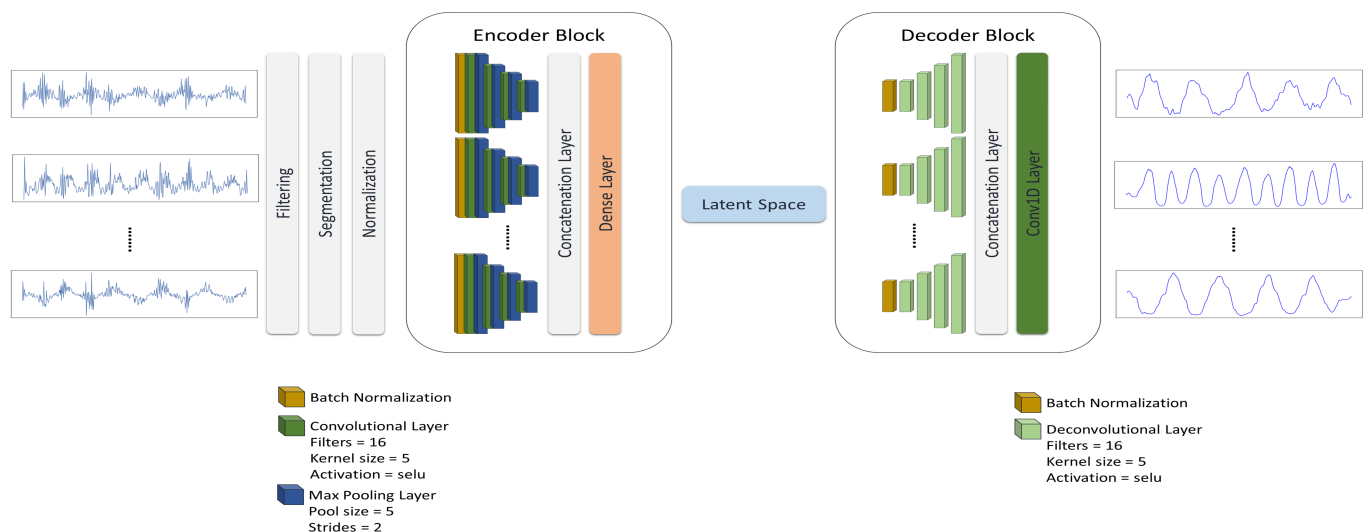 Encoder Block
Decoder Block
Filtering
Segmentation
Normalization
Concatenation Layer
Dense Layer
Latent Space
Concatenation Layer
Conv1D Layer
Batch Normalization
Convolutional Layer
Filters = 16
Kernel size = 5
Activation = selu
Max Pooling Layer
Pool size = 5
Strides = 2
Batch Normalization
Deconvolutional Layer
Filters = 16
Kernel size = 5
Activation = selu